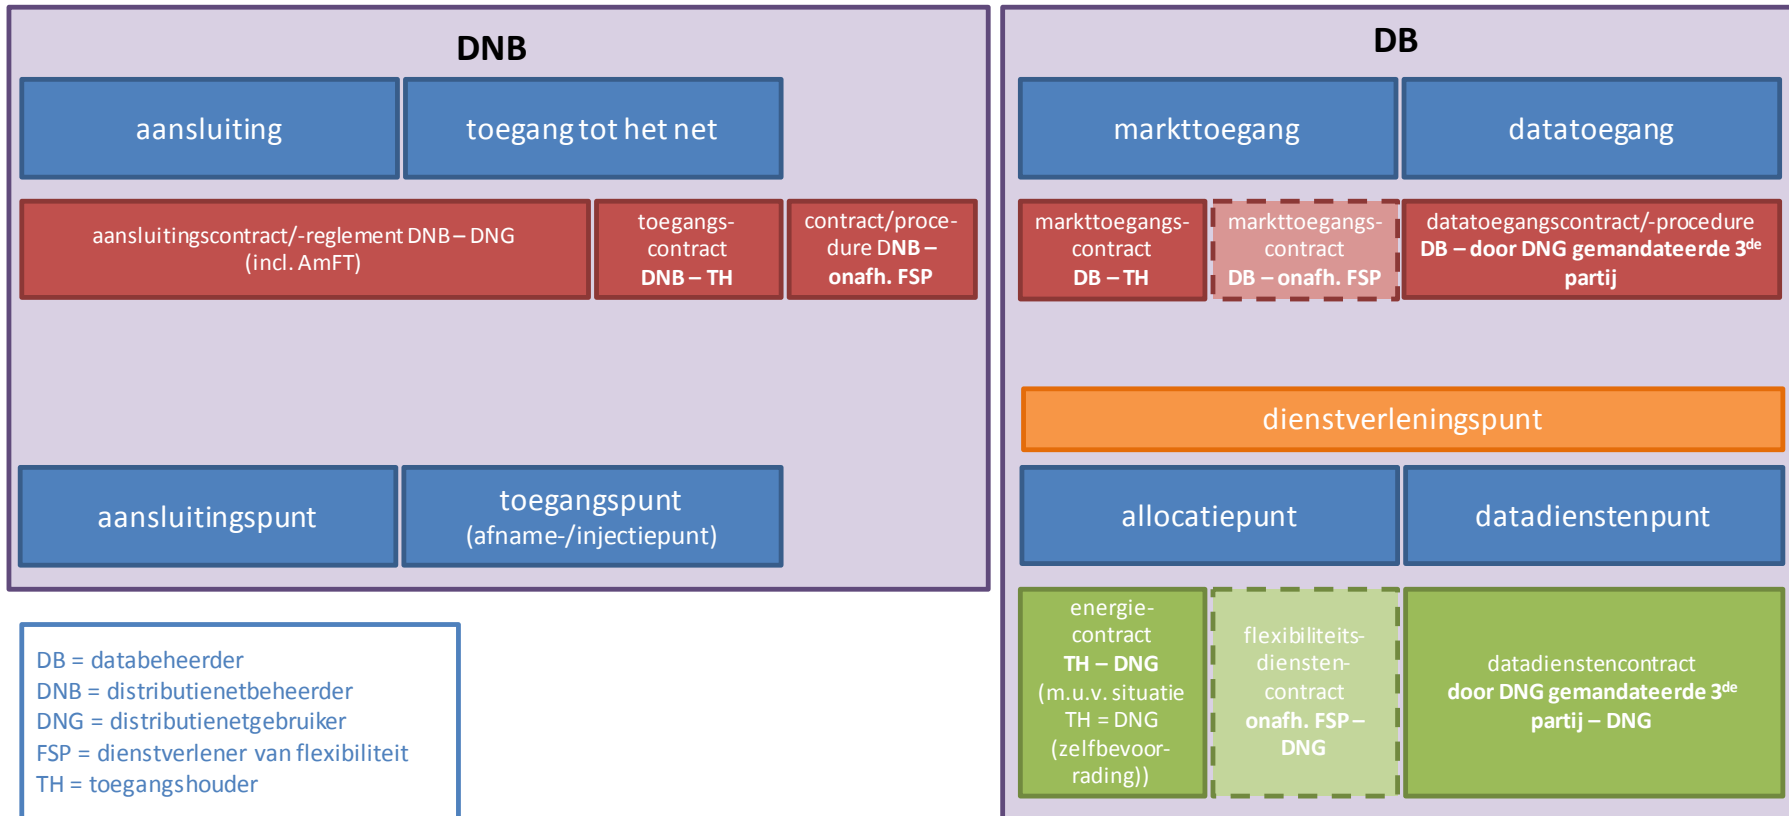 DNB
aansluiting
toegang tot het net
aansluitingscontract/-reglement DNB – DNG
(incl. AmFT)
toegangs-
contract
DNB – TH
contract/proce-
dure DNB –
onafh. FSP
aansluitingspunt
toegangspunt
(afname-/injectiepunt)
DB
markttoegang
datatoegang
markttoegangs-
contract
DB – TH
markttoegangs-
contract
DB – onafh. FSP
datatoegangscontract/-procedure
DB – door DNG gemandateerde 3de
partij
dienstverleningspunt
allocatiepunt
datadienstenpunt
energie-
contract
TH – DNG
(m.u.v. situatie
TH = DNG
(zelfbevoor-
rading))
flexibiliteits-
diensten-
contract
onafh. FSP –
DNG
datadienstencontract
door DNG gemandateerde 3de
partij – DNG
DB = databeheerder
DNB = distributienetbeheerder
DNG = distributienetgebruiker
FSP = dienstverlener van flexibiliteit
TH = toegangshouder